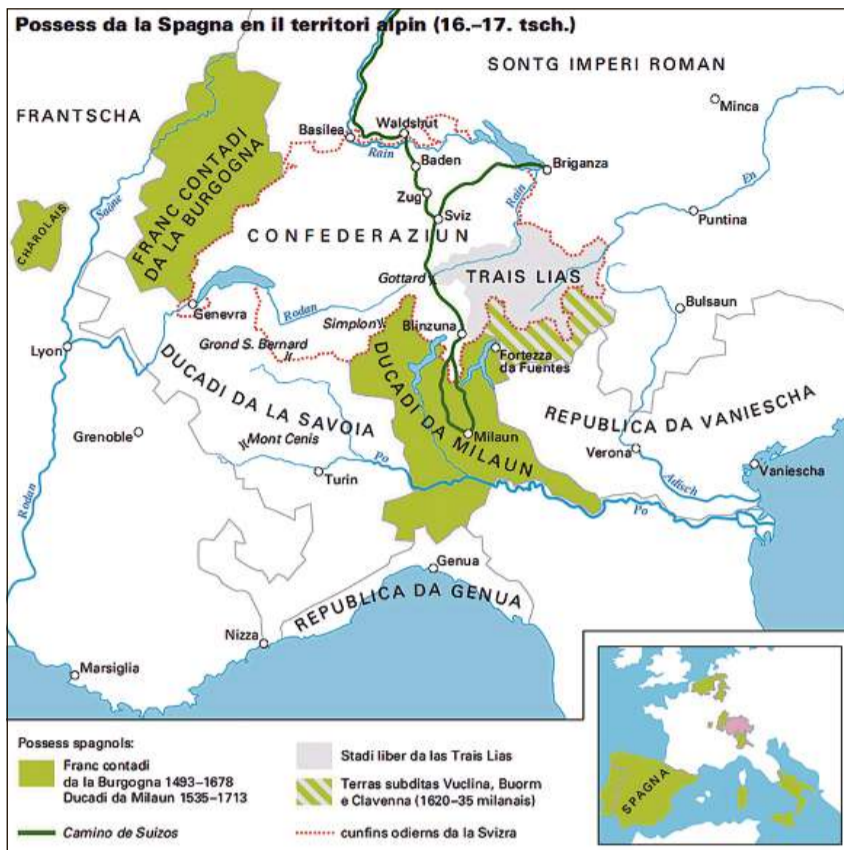 Possess da la Spagna en il territori alpin (16.–17. tsch.)
SONTG IMPERI ROMAN
FRANTSCHA
Minca
Waldshut
Basilea
Rain
Baden
Briganza
En
Saône
FRANC CONTADI
DA LA BURGOGNA
Zug
Rain
Sviz
Puntina
CHAROLAIS
CONFEDERAZIUN
Gottard
TRAIS LIAS
Genevra
Rodan
Simplon
Blinzuna
Bulsaun
Lyon
Grond S. Bernard
Fortezza
da Fuentes
DUCADI DA LA SAVOIA
DUCADI DA MILAUN
REPUBLICA DA VANIESCHA
Grenoble
Mont Cenis
Milaun
Verona
Vaniescha
Po
Turin
Adisch
Rodan
Po
Genua
REPUBLICA DA GENUA
Nizza
Marsiglia
SPAGNA
Possess spagnols:
Franc contadi
da la Burgogna 1493–1678
Ducadi da Milaun 1535–1713
Camino de Suizos
Stadi liber da las Trais Lias
Terras subditas Vuclina, Buorm
e Clavenna (1620–35 milanais)
cunfins odierns da la Svizra